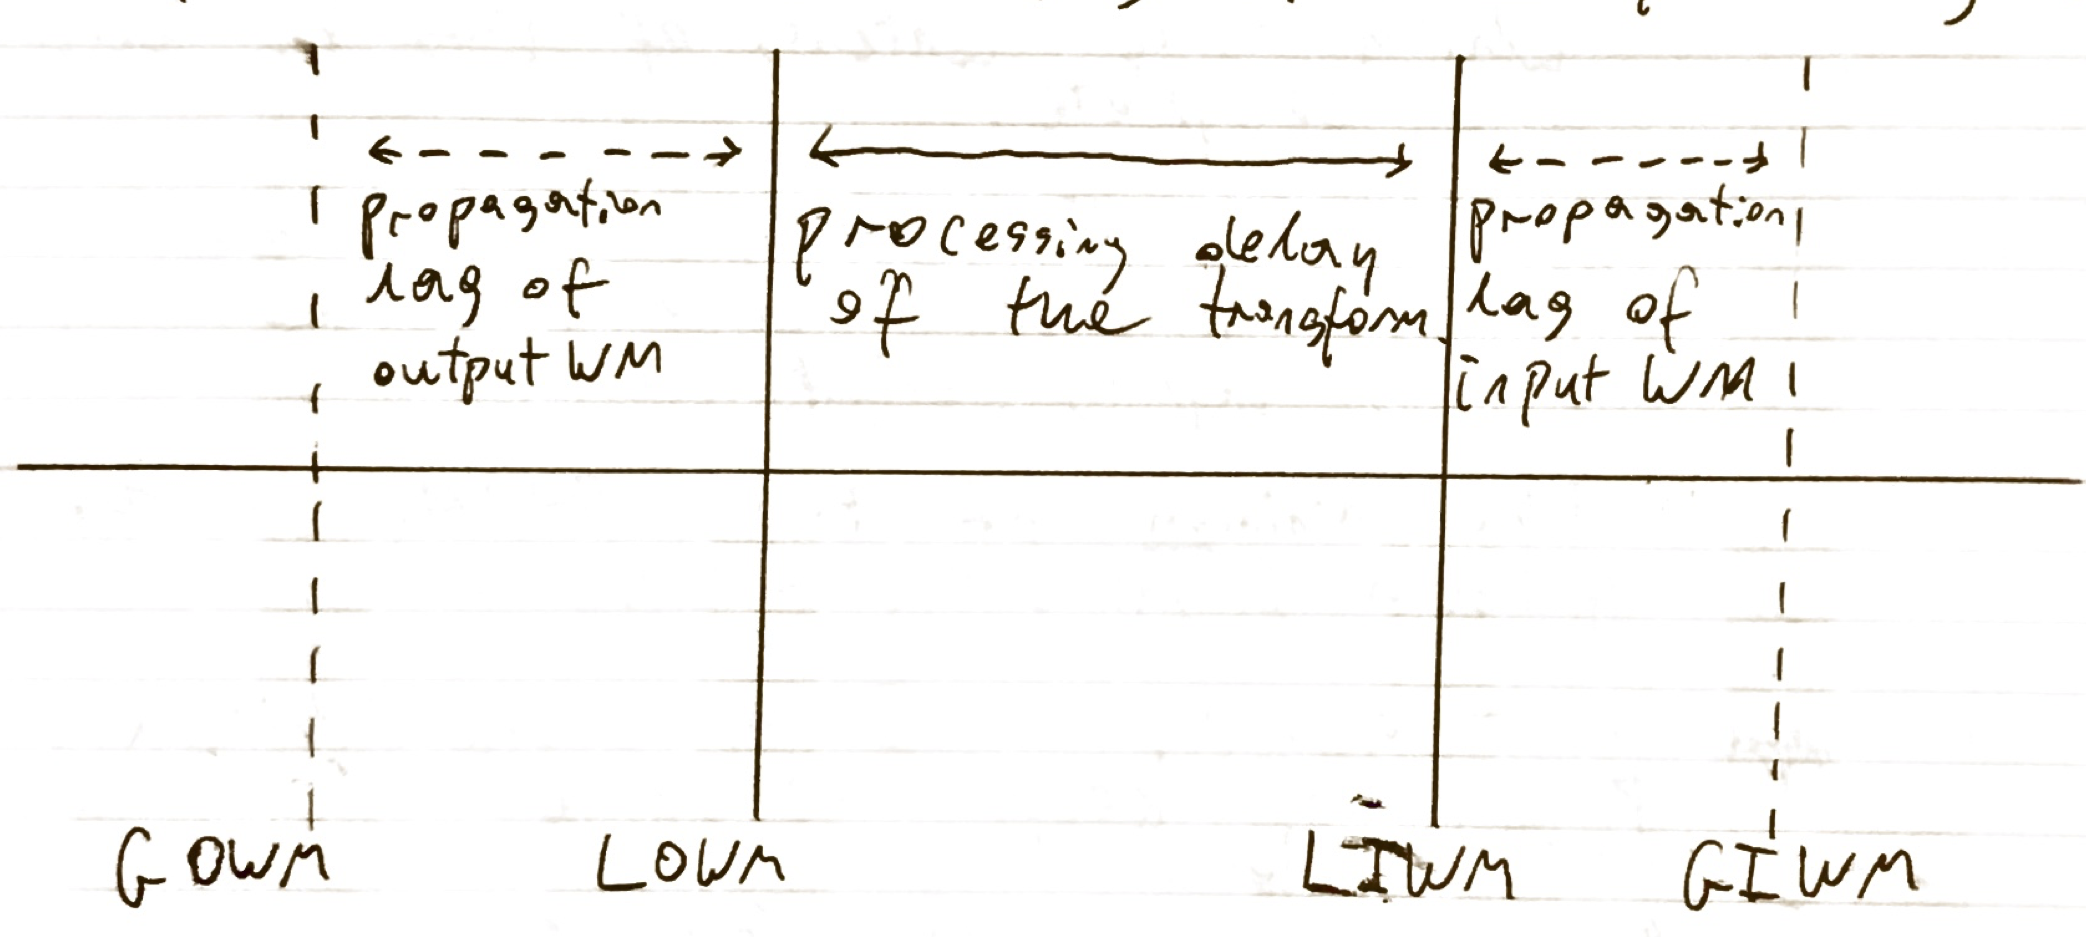 propagation
lag of
output WM
processing delay
of the transform
propagation
lag of
input WM
GOWM
LOWM
LIWM
GIWM